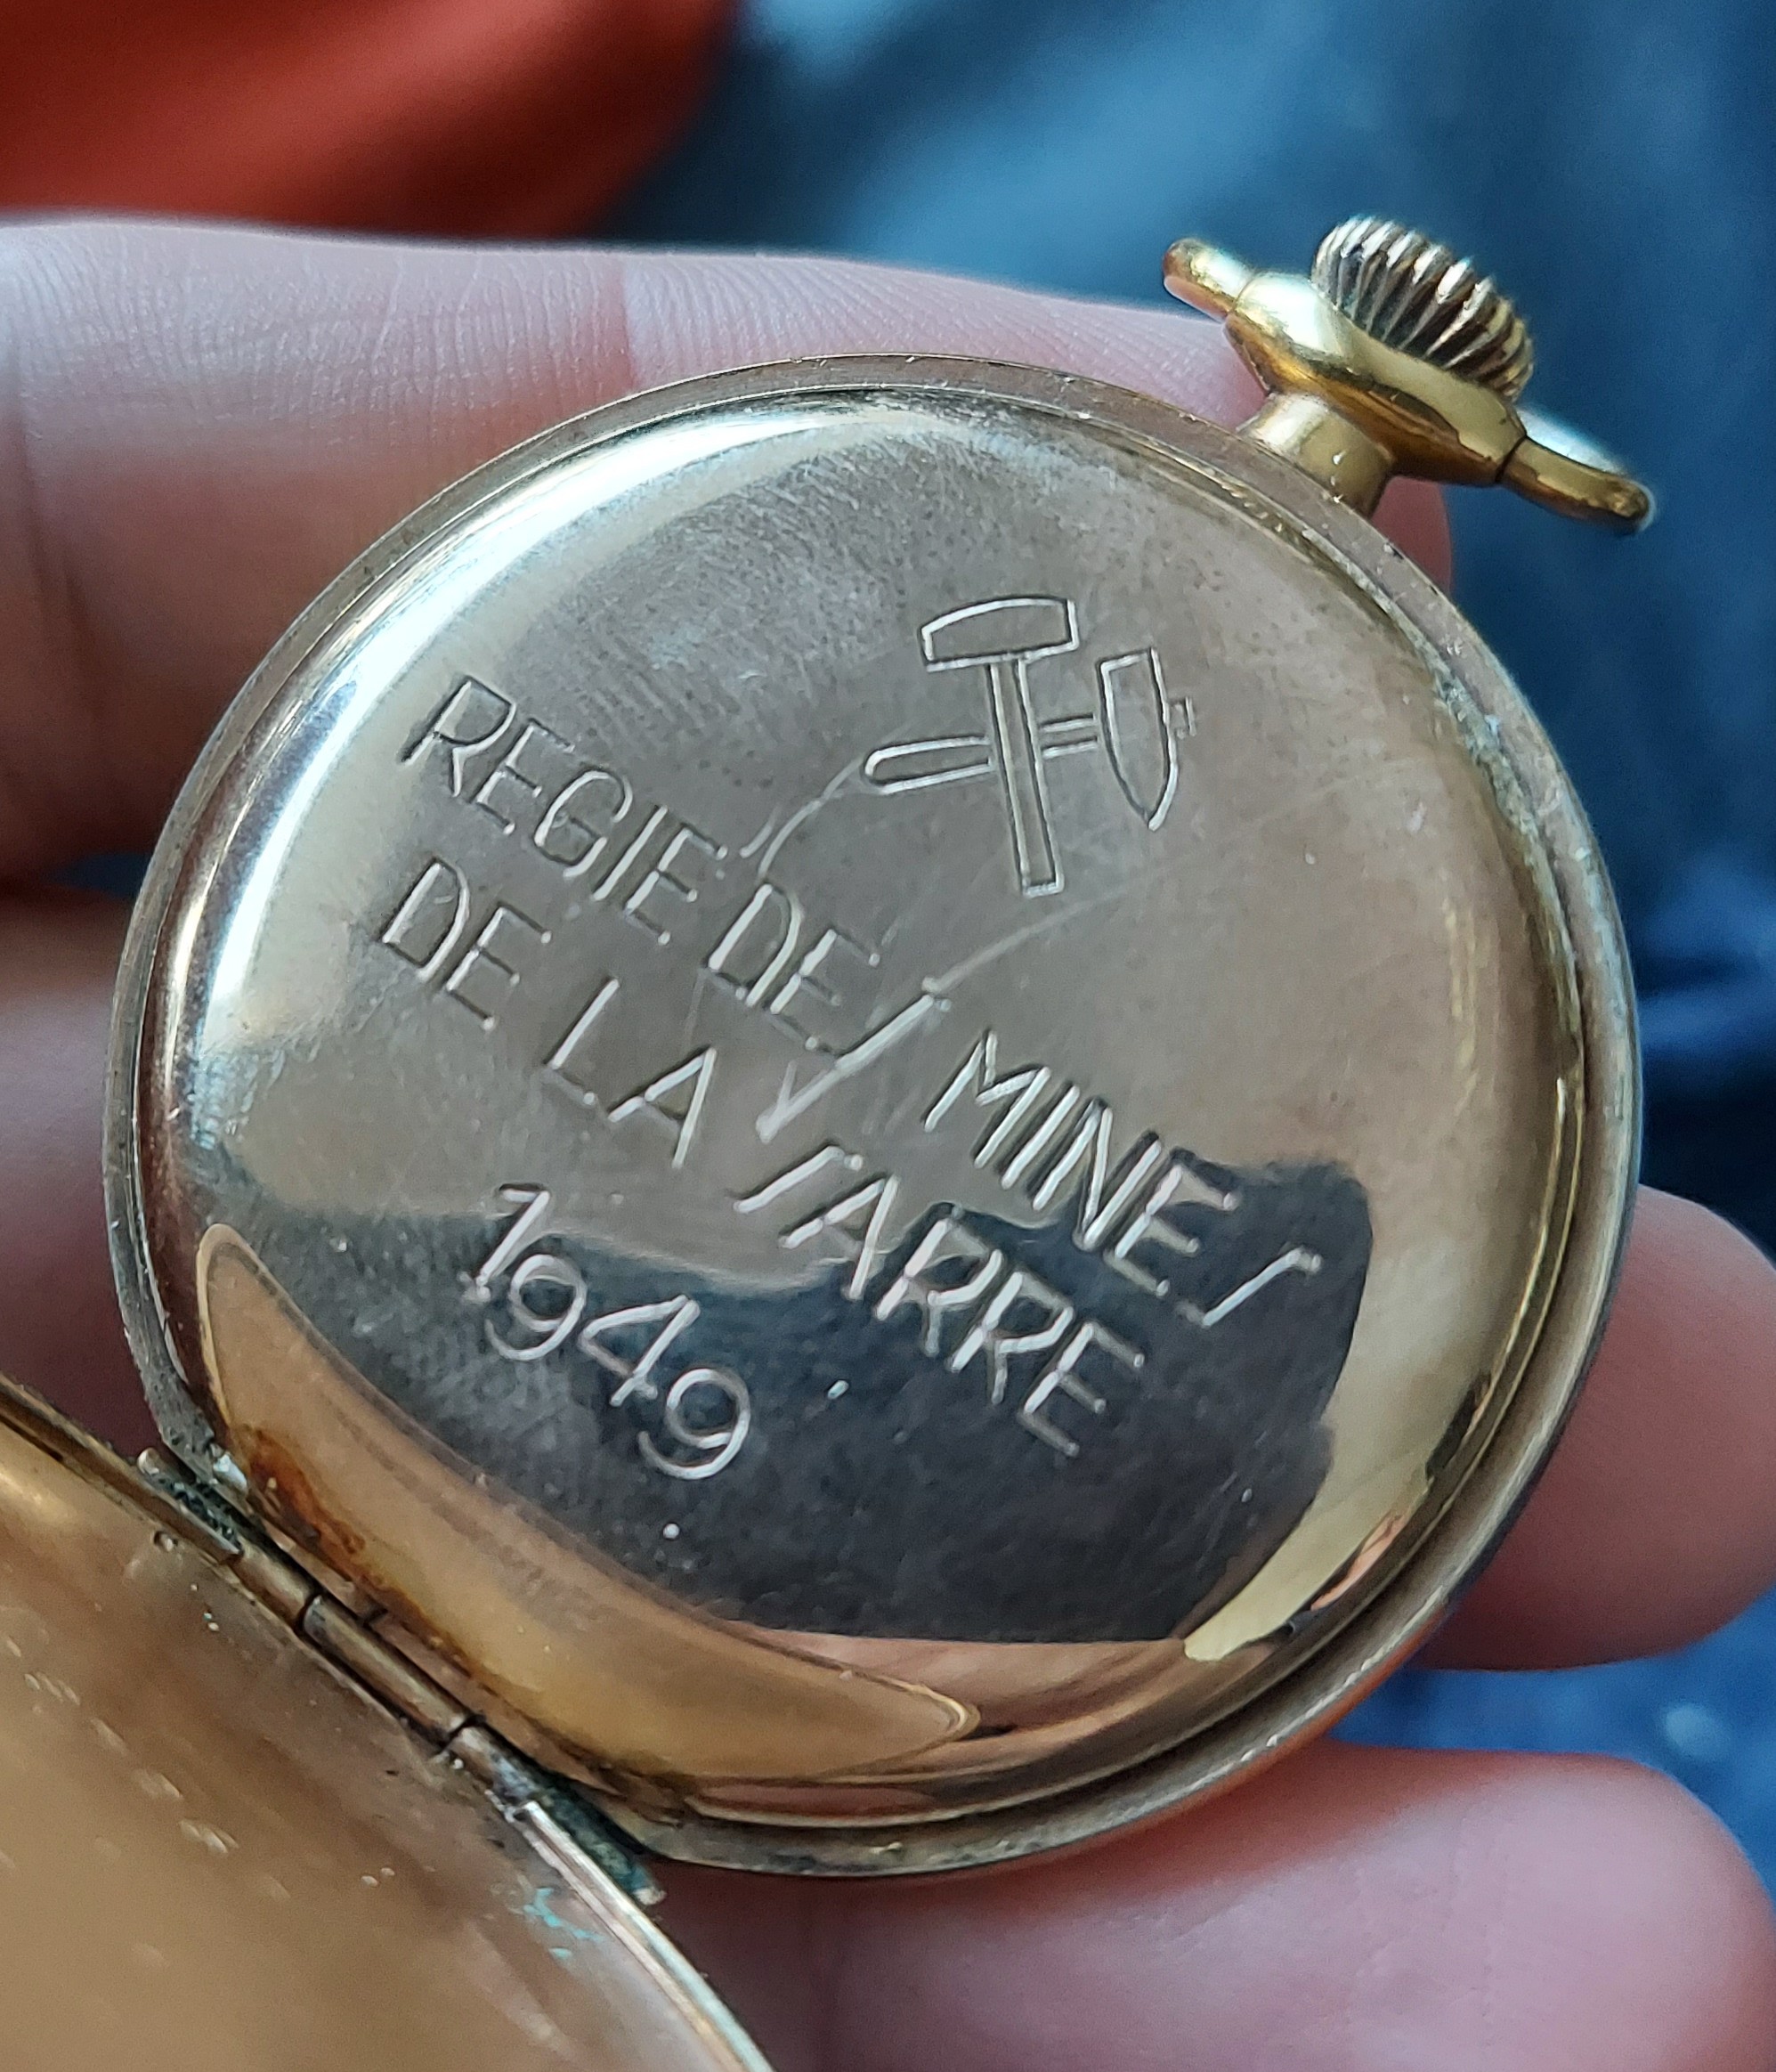 REGIE DES MINES
DE LA SARRE
1949